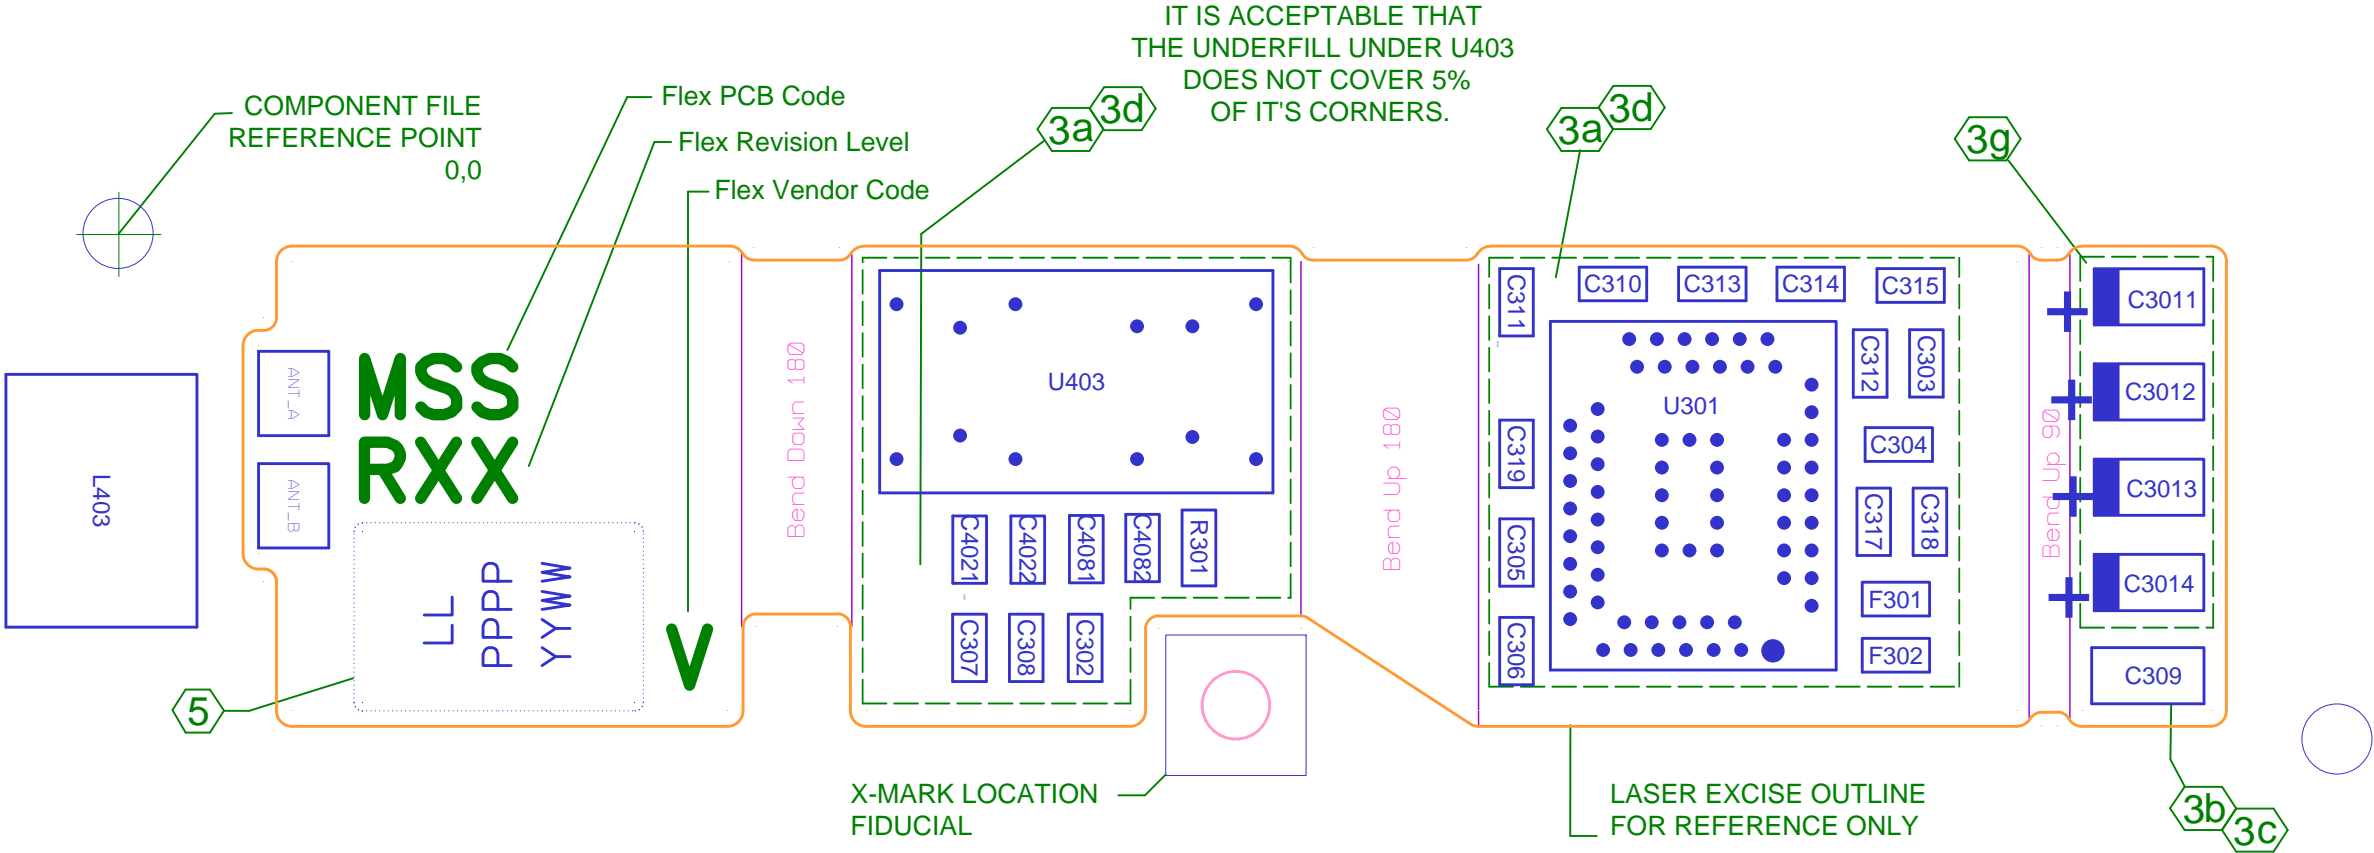 IT IS ACCEPTABLE THAT
THE UNDERFILL UNDER U403
DOES NOT COVER 5%
OF IT'S CORNERS.
COMPONENT FILE
REFERENCE POINT
0,0
Flex PCB Code
Flex Revision Level
Flex Vendor Code
3a
3d
3a
3d
3g
L403
ANT_A
ANT_B
MSS
RXX
LL
PPPP
YYWW
V
5
Bend Down 180
U403
C4021
C4022
C4081
C4082
R301
C307
C308
C302
Bend Up 180
C311
C310
C313
C314
C315
C312
C303
U301
C319
C304
C305
C317
C318
F301
C306
F302
Bend Up 90
C3011
C3012
C3013
C3014
C309
X-MARK LOCATION
FIDUCIAL
LASER EXCISE OUTLINE
FOR REFERENCE ONLY
3b
3c